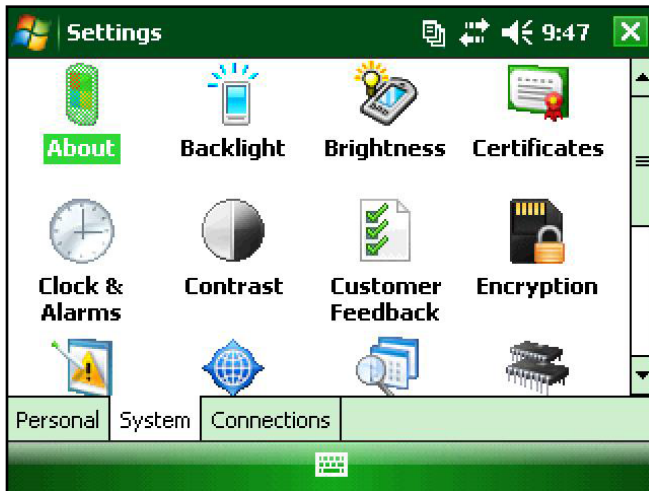 Settings
9:47
About
Backlight
Brightness
Certificates
Clock &
Alarms
Contrast
Customer
Feedback
Encryption
Personal
System
Connections